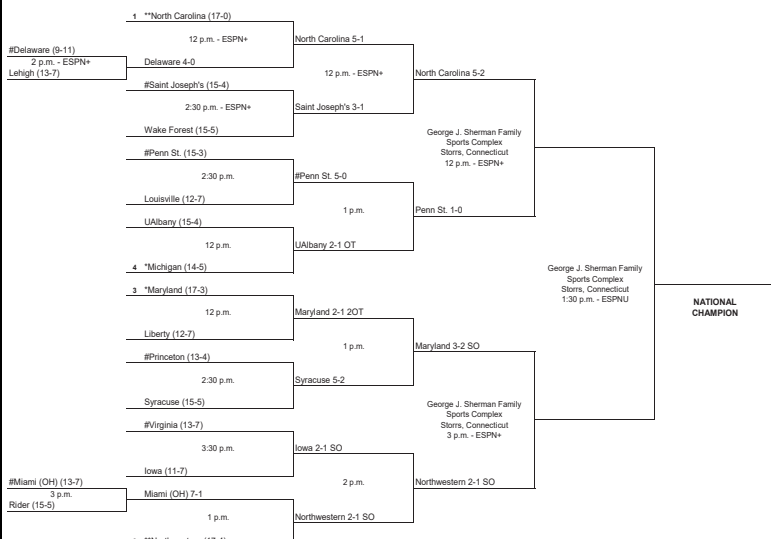 1 **North Carolina (17-0)
12 p.m. - ESPN+
North Carolina 5-1
#Delaware (9-11)
2 p.m. - ESPN+
Delaware 4-0
Lehigh (13-7)
12 p.m. - ESPN+
North Carolina 5-2
#Saint Joseph's (15-4)
2:30 p.m. - ESPN+
Saint Joseph's 3-1
Wake Forest (15-5)
George J. Sherman Family
Sports Complex
Storrs, Connecticut
12 p.m. - ESPN+
#Penn St. (15-3)
2:30 p.m.
#Penn St. 5-0
Louisville (12-7)
1 p.m.
Penn St. 1-0
UAlbany (15-4)
12 p.m.
UAlbany 2-1 OT
4 *Michigan (14-5)
George J. Sherman Family
Sports Complex
Storrs, Connecticut
1:30 p.m. - ESPNU
NATIONAL
CHAMPION
3 *Maryland (17-3)
12 p.m.
Maryland 2-1 2OT
Liberty (12-7)
1 p.m.
Maryland 3-2 SO
#Princeton (13-4)
2:30 p.m.
Syracuse 5-2
Syracuse (15-5)
George J. Sherman Family
Sports Complex
Storrs, Connecticut
3 p.m. - ESPN+
#Virginia (13-7)
3:30 p.m.
Iowa 2-1 SO
Iowa (11-7)
2 p.m.
Northwestern 2-1 SO
#Miami (OH) (13-7)
3 p.m.
Miami (OH) 7-1
Rider (15-5)
1 p.m.
Northwestern 2-1 SO